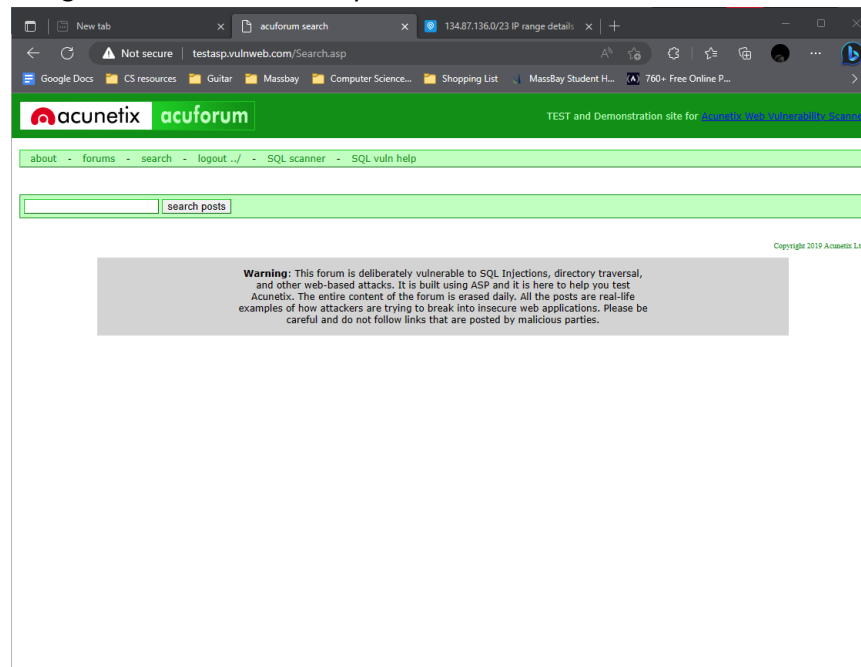 New tab
acuforum search
134.87.136.0/23 IP range details
Not secure | testasp.vulnweb.com/Search.asp
Google Docs CS resources Guitar Massbay Computer Science... Shopping List MassBay Student H... 760+ Free Online P...
acunetix acuforum TEST and Demonstration site for Acunetix Web Vulnerability Scanne
about - forums - search - logout ../ - SQL scanner - SQL vuln help
search posts
Copyright 2019 Acunetix Lt
Warning: This forum is deliberately vulnerable to SQL Injections, directory traversal,
and other web-based attacks. It is built using ASP and it is here to help you test
Acunetix. The entire content of the forum is erased daily. All the posts are real-life
examples of how attackers are trying to break into insecure web applications. Please be
careful and do not follow links that are posted by malicious parties.